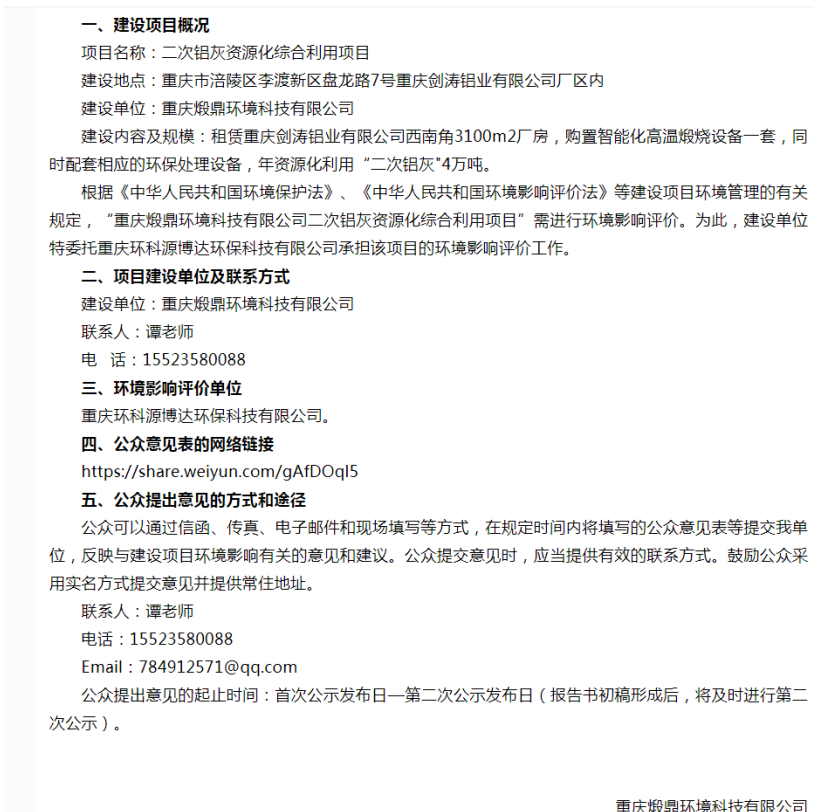 一、建设项目概况
项目名称：二次铝灰资源化综合利用项目
建设地点：重庆市涪陵区李渡新区盘龙路7号重庆剑涛铝业有限公司厂区内
建设单位：重庆煅鼎环境科技有限公司
建设内容及规模：租赁重庆剑涛铝业有限公司西南角3100m2厂房，购置智能化高温煅烧设备一套，同
时配套相应的环保处理设备，年资源化利用“二次铝灰"4万吨。
根据《中华人民共和国环境保护法》、《中华人民共和国环境影响评价法》等建设项目环境管理的有关
规定，“重庆煅鼎环境科技有限公司二次铝灰资源化综合利用项目”需进行环境影响评价。为此，建设单位
特委托重庆环科源博达环保科技有限公司承担该项目的环境影响评价工作。
二、项目建设单位及联系方式
建设单位：重庆煅鼎环境科技有限公司
联系人：谭老师
电 话：15523580088
三、环境影响评价单位
重庆环科源博达环保科技有限公司。
四、公众意见表的网络链接
https://share.weiyun.com/gAfDOqI5
五、公众提出意见的方式和途径
公众可以通过信函、传真、电子邮件和现场填写等方式，在规定时间内将填写的公众意见表等提交我单
位，反映与建设项目环境影响有关的意见和建议。公众提交意见时，应当提供有效的联系方式。鼓励公众采
用实名方式提交意见并提供常住地址。
联系人：谭老师
电话：15523580088
Email：784912571@qq.com
公众提出意见的起止时间：首次公示发布日—第二次公示发布日（报告书初稿形成后，将及时进行第二
次公示）。
重庆煅鼎环境科技有限公司